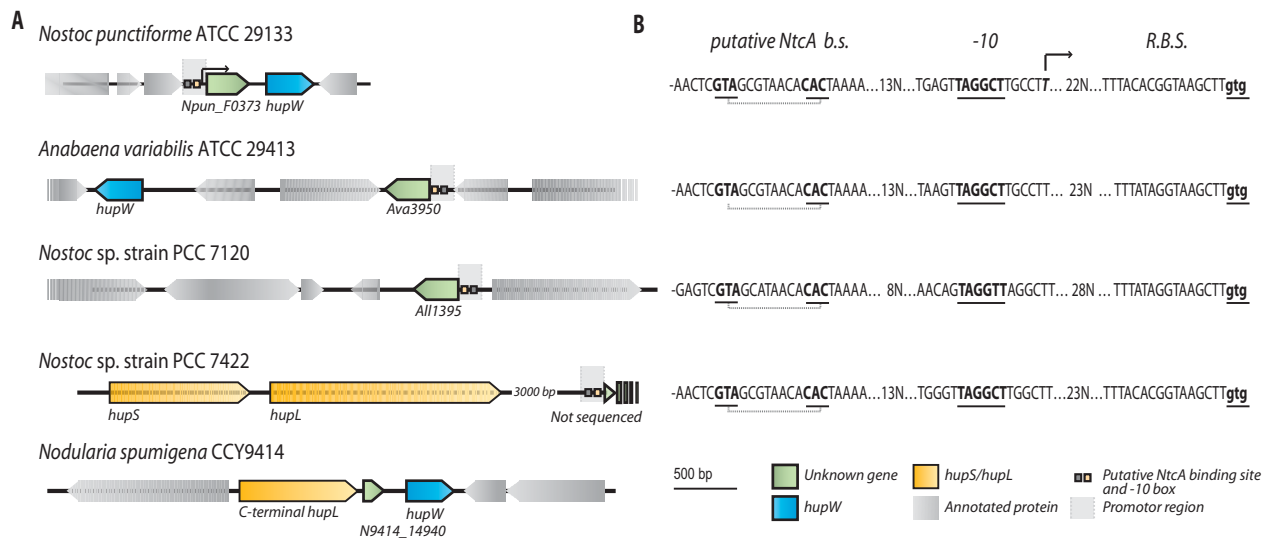 A
Nostoc punctiforme ATCC 29133
Npun_F0373 hupW
Anabaena variabilis ATCC 29413
hupW
Ava3950
Nostoc sp. strain PCC 7120
All1395
Nostoc sp. strain PCC 7422
3000 bp
hupS
hupL
Not sequenced
Nodularia spumigena CCY9414
C-terminal hupL
hupW
N9414_14940
B
putative NtcA b.s. -10 R.B.S.
-AACTCGTAGCGTAACACACTAAAA...13N...TGAGTTAGGCTTGCCTT... 22N...TTTACACGGTAAGCTTgtg
-AACTCGTAGCGTAACACACTAAAA...13N... TAAGTTAGGCTTGCCTT... 23N ... TTTATAGGTAAGCTTgtg
-GAGTCGTAGCATAACACACTAAAA... 8N... AACAGTAGGTTAGGCTT... 28N... TTTATAGGTAAGCTTgtg
-AACTCGTAGCGTAACACACTAAAA...13N...TGGGTTAGGCTTGGCTT ...23N...TTTACACGGTAAGCTTgtg
500 bp
Unknown gene
hupW
hupS/hupL
Annotated protein
Putative NtcA binding site
and -10 box
Promotor region